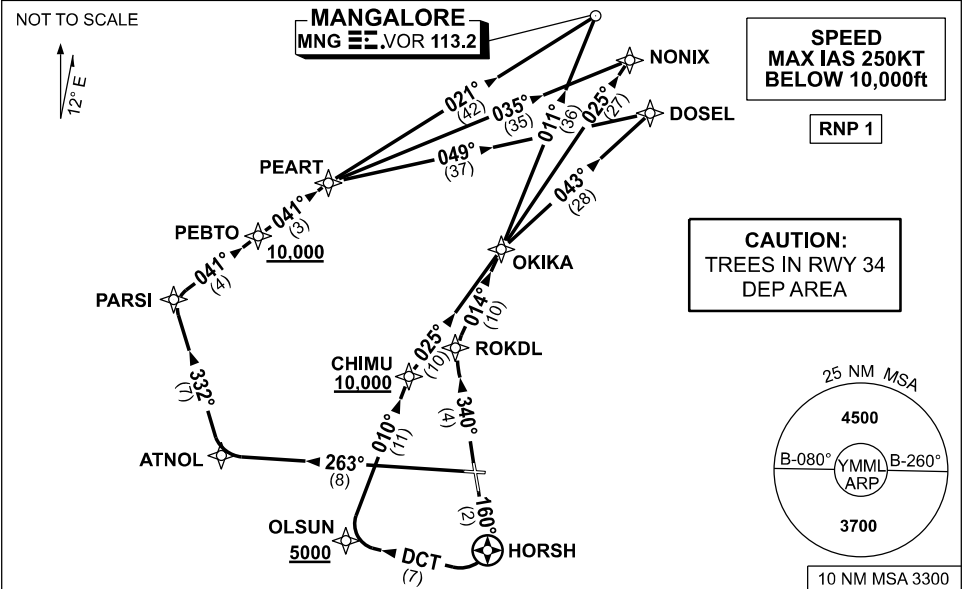 NOT TO SCALE
12° E
MANGALORE
MNG VOR 113.2
SPEED
MAX IAS 250KT
BELOW 10,000ft
RNP 1
NONIX
DOSEL
021°
(42)
035°
(35)
049°
(37)
011°
(36)
025°
(27)
043°
(28)
PEART
041°
(3)
PEBTO
10,000
041°
(4)
PARSI
OKIKA
CAUTION:
TREES IN RWY 34
DEP AREA
014°
(10)
ROKDL
025°
(10)
CHIMU
10,000
332°
(7)
340°
(4)
010°
(11)
ATNOL
263°
(8)
160°
(2)
OLSUN
5000
DCT
(7)
HORSH
25 NM MSA
4500
B-080°
YMML
ARP
B-260°
3700
10 NM MSA 3300